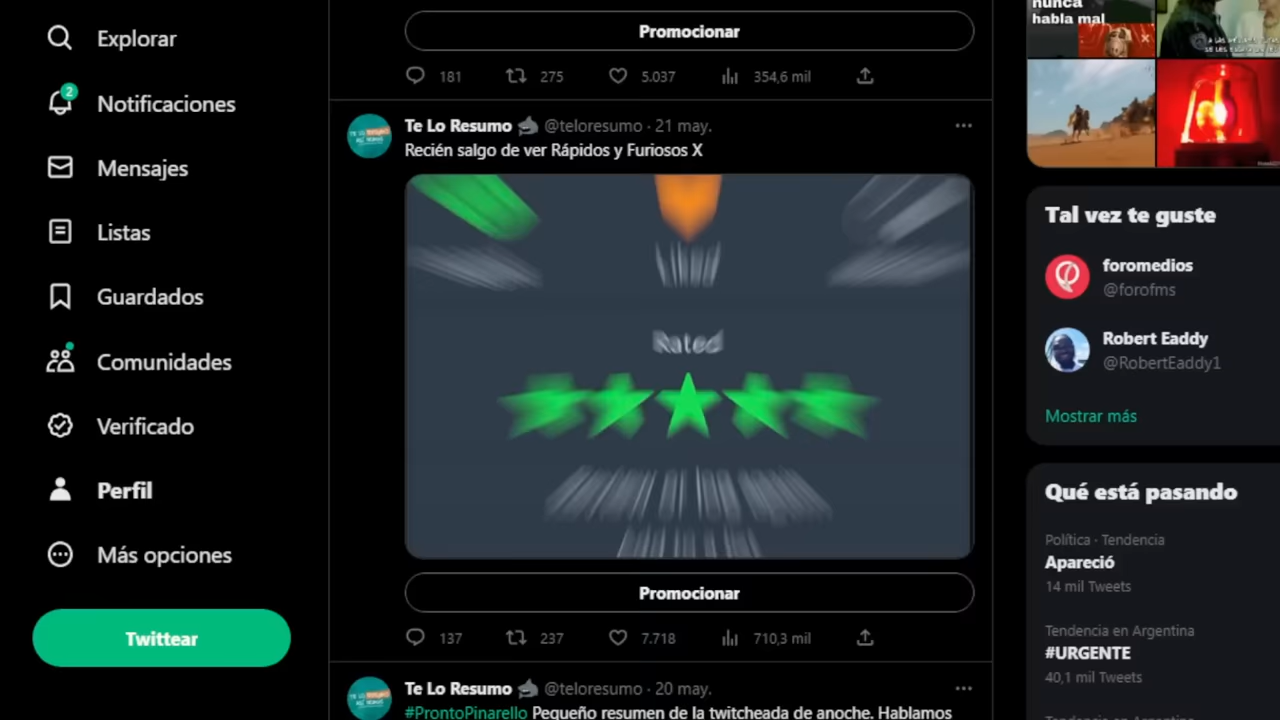 Explorar
2
Notificaciones
Mensajes
Listas
Guardados
Comunidades
Verificado
Perfil
Más opciones
Twittear
Promocionar
181 275 5.037 354,6 mil
Te Lo Resumo @teloresumo · 21 may.
Recién salgo de ver Rápidos y Furiosos X
Rated
Promocionar
137 237 7.718 710,3 mil
Te Lo Resumo @teloresumo · 20 may.
#ProntoPinarello Pequeño resumen de la twitcheada de anoche. Hablamos
nunca
habla mal
Tal vez te guste
foromedios
@forofms
Robert Eaddy
@RobertEaddy1
Mostrar más
Qué está pasando
Política · Tendencia
Apareció
14 mil Tweets
Tendencia en Argentina
#URGENTE
40,1 mil Tweets
Tendencia en Argentina